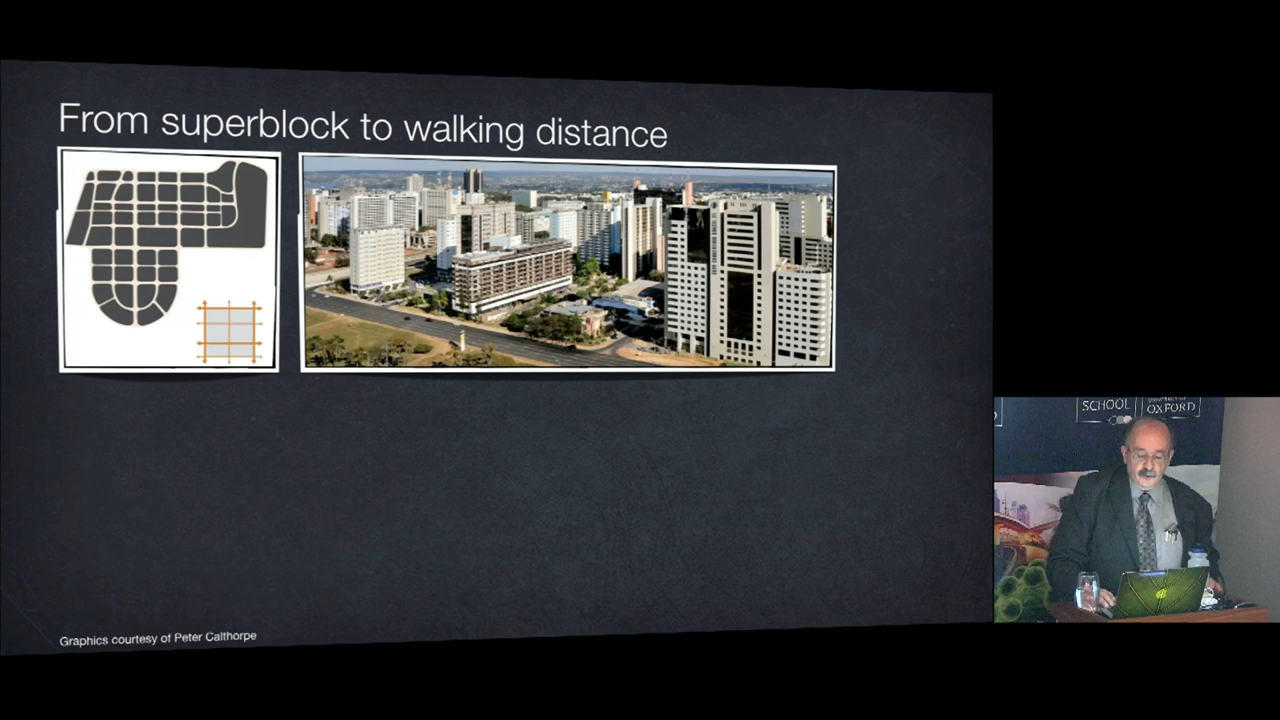 From superblock to walking distance
Graphics courtesy of Peter Calthorpe
SCHOOL
OXFORD